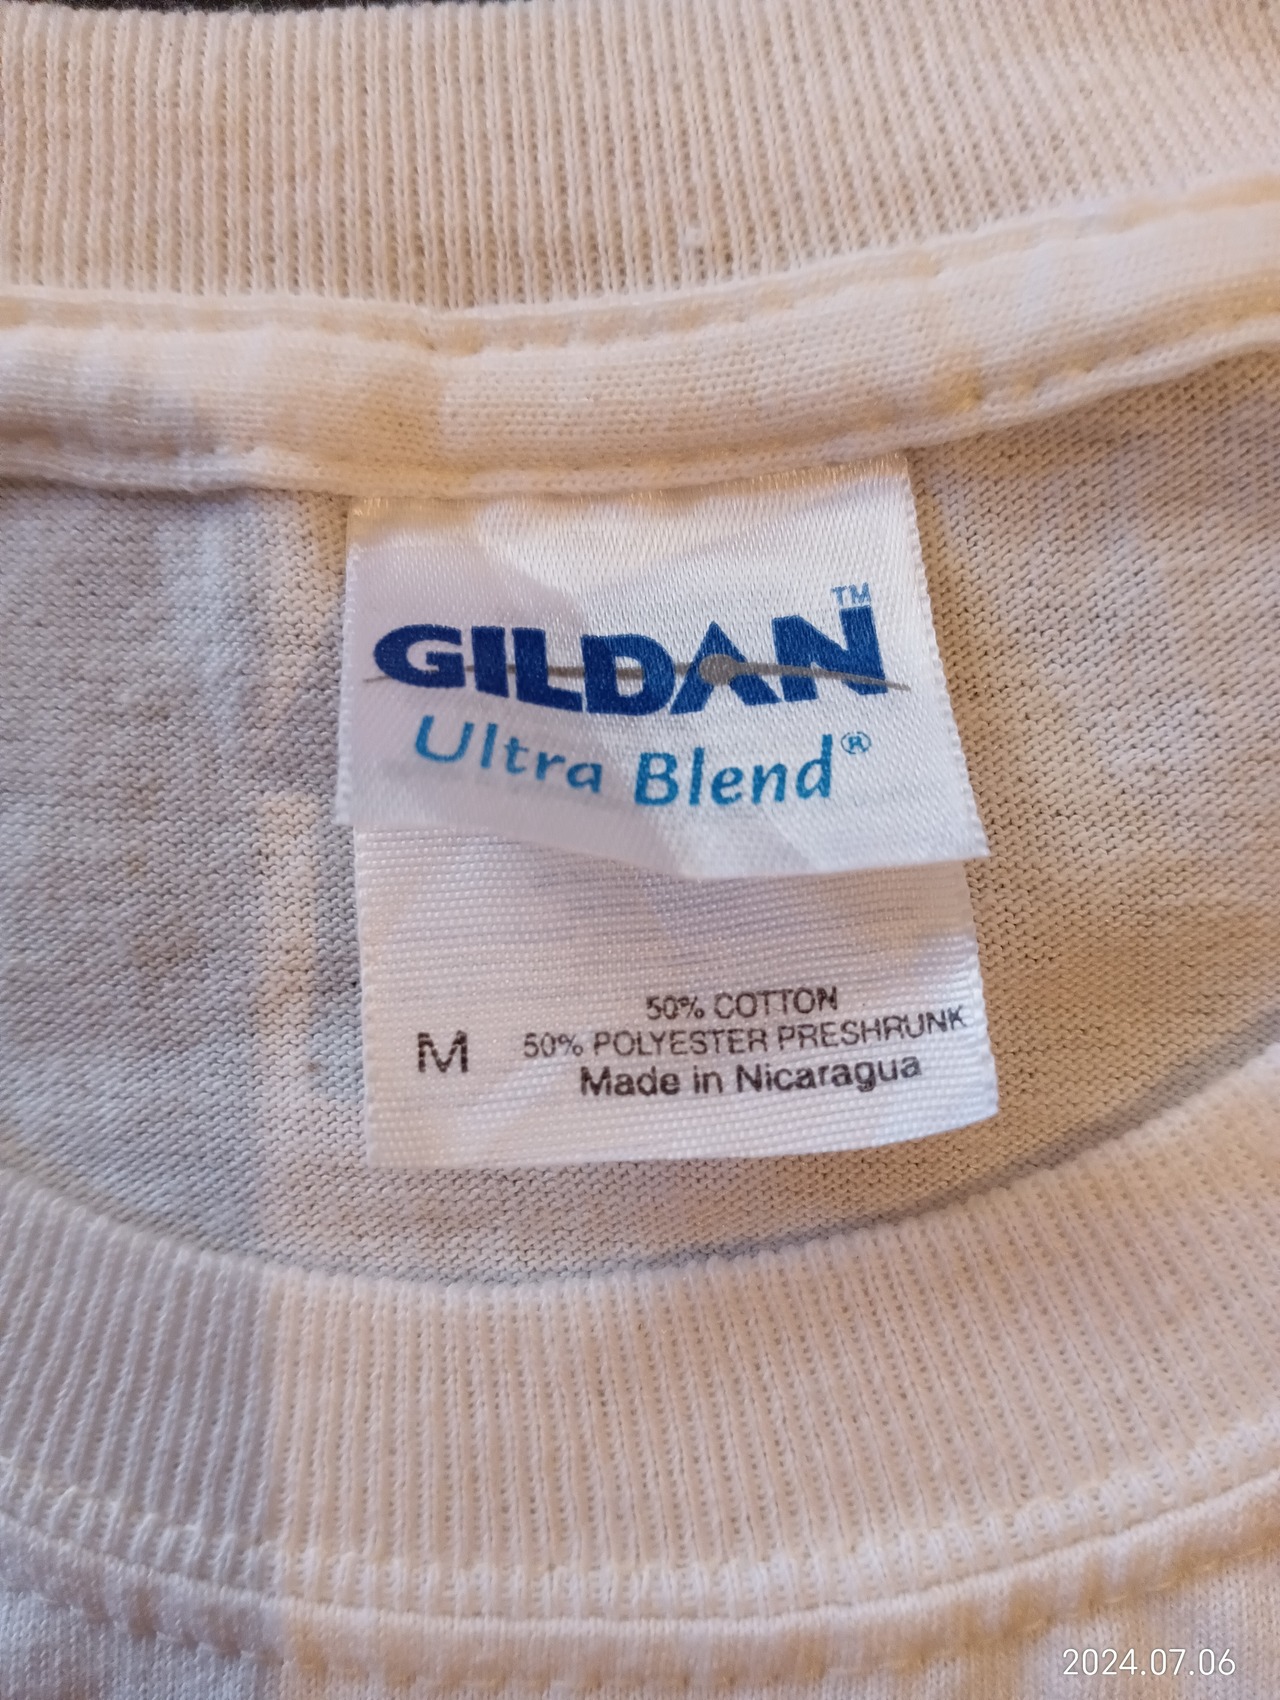 GILDAN™
Ultra Blend®
50% COTTON
M 50% POLYESTER PRESHRUNK
Made in Nicaragua
2024.07.06